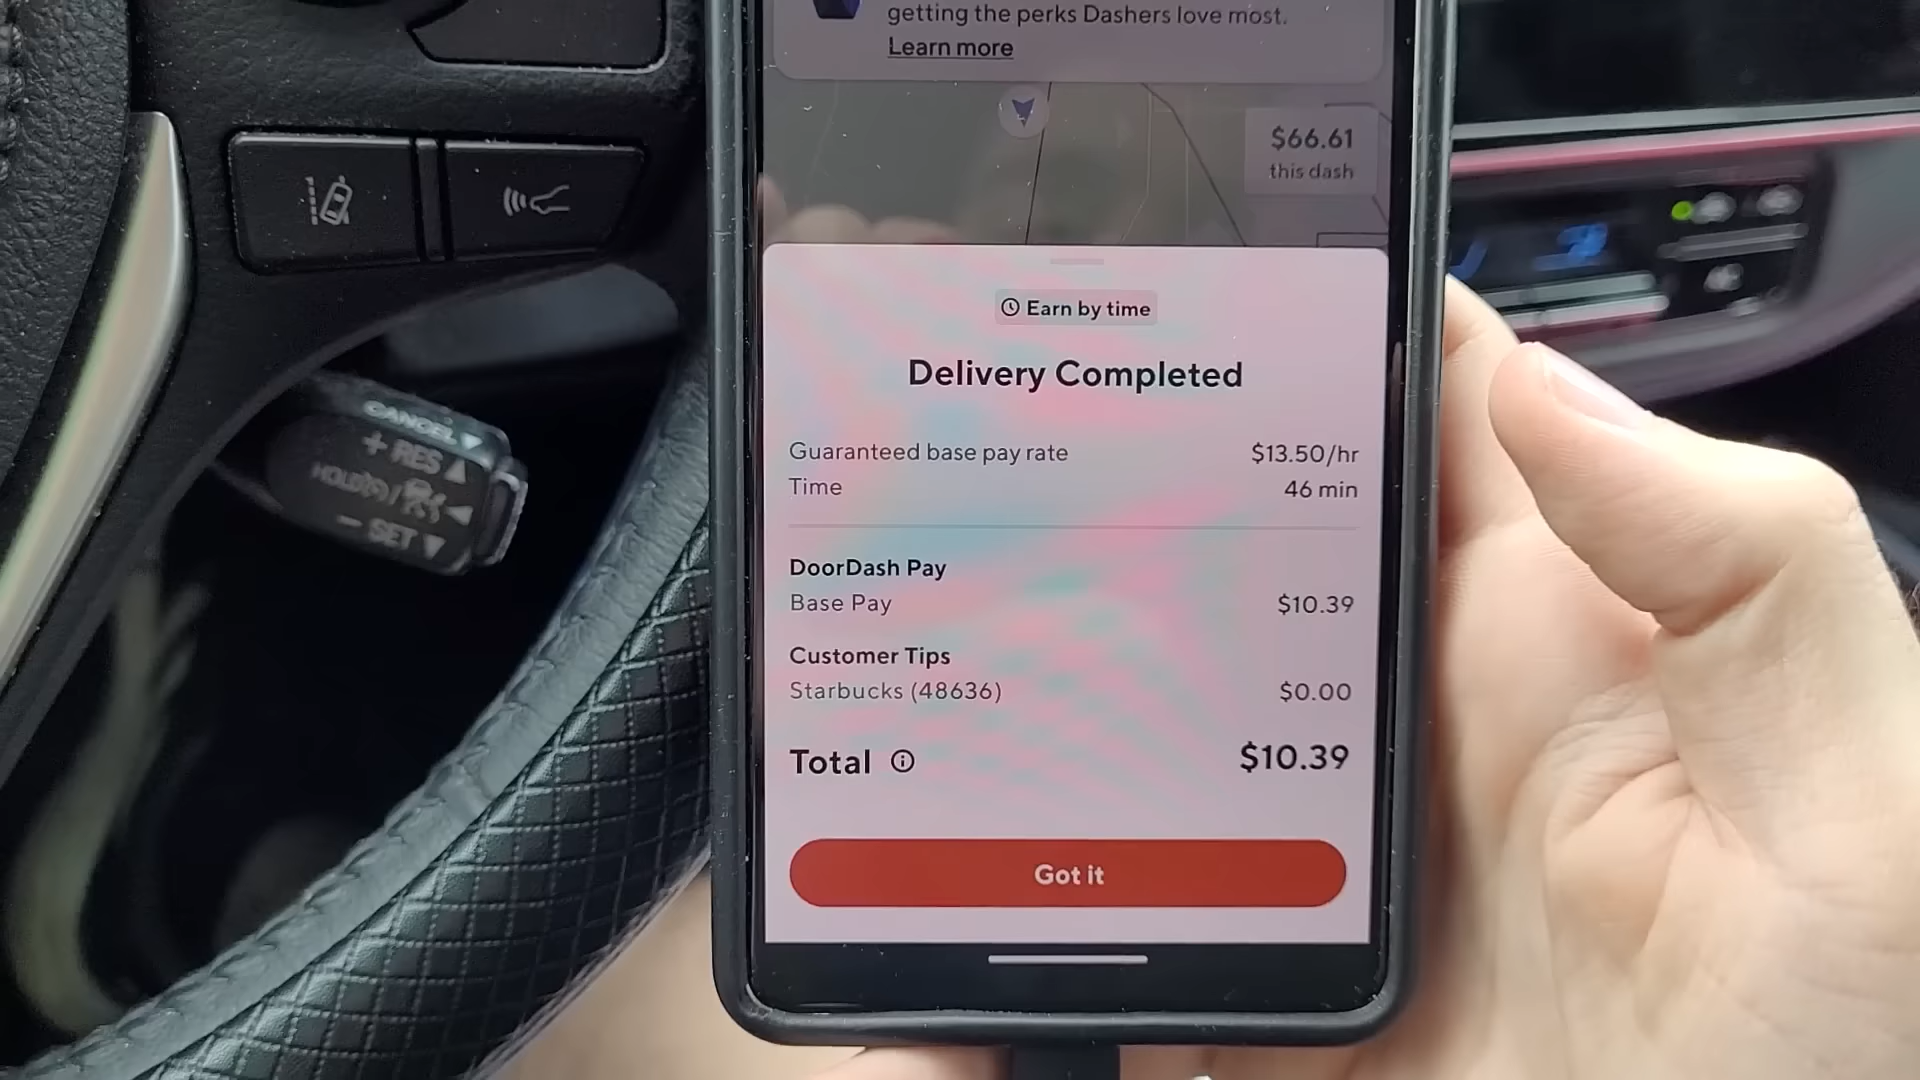 getting the perks Dashers love most.
Learn more
$66.61
this dash
Earn by time
Delivery Completed
Guaranteed base pay rate $13.50/hr
Time 46 min
DoorDash Pay
Base Pay $10.39
Customer Tips
Starbucks (48636) $0.00
Total $10.39
Got it
CANCEL
+ RES
HOLD
- SET